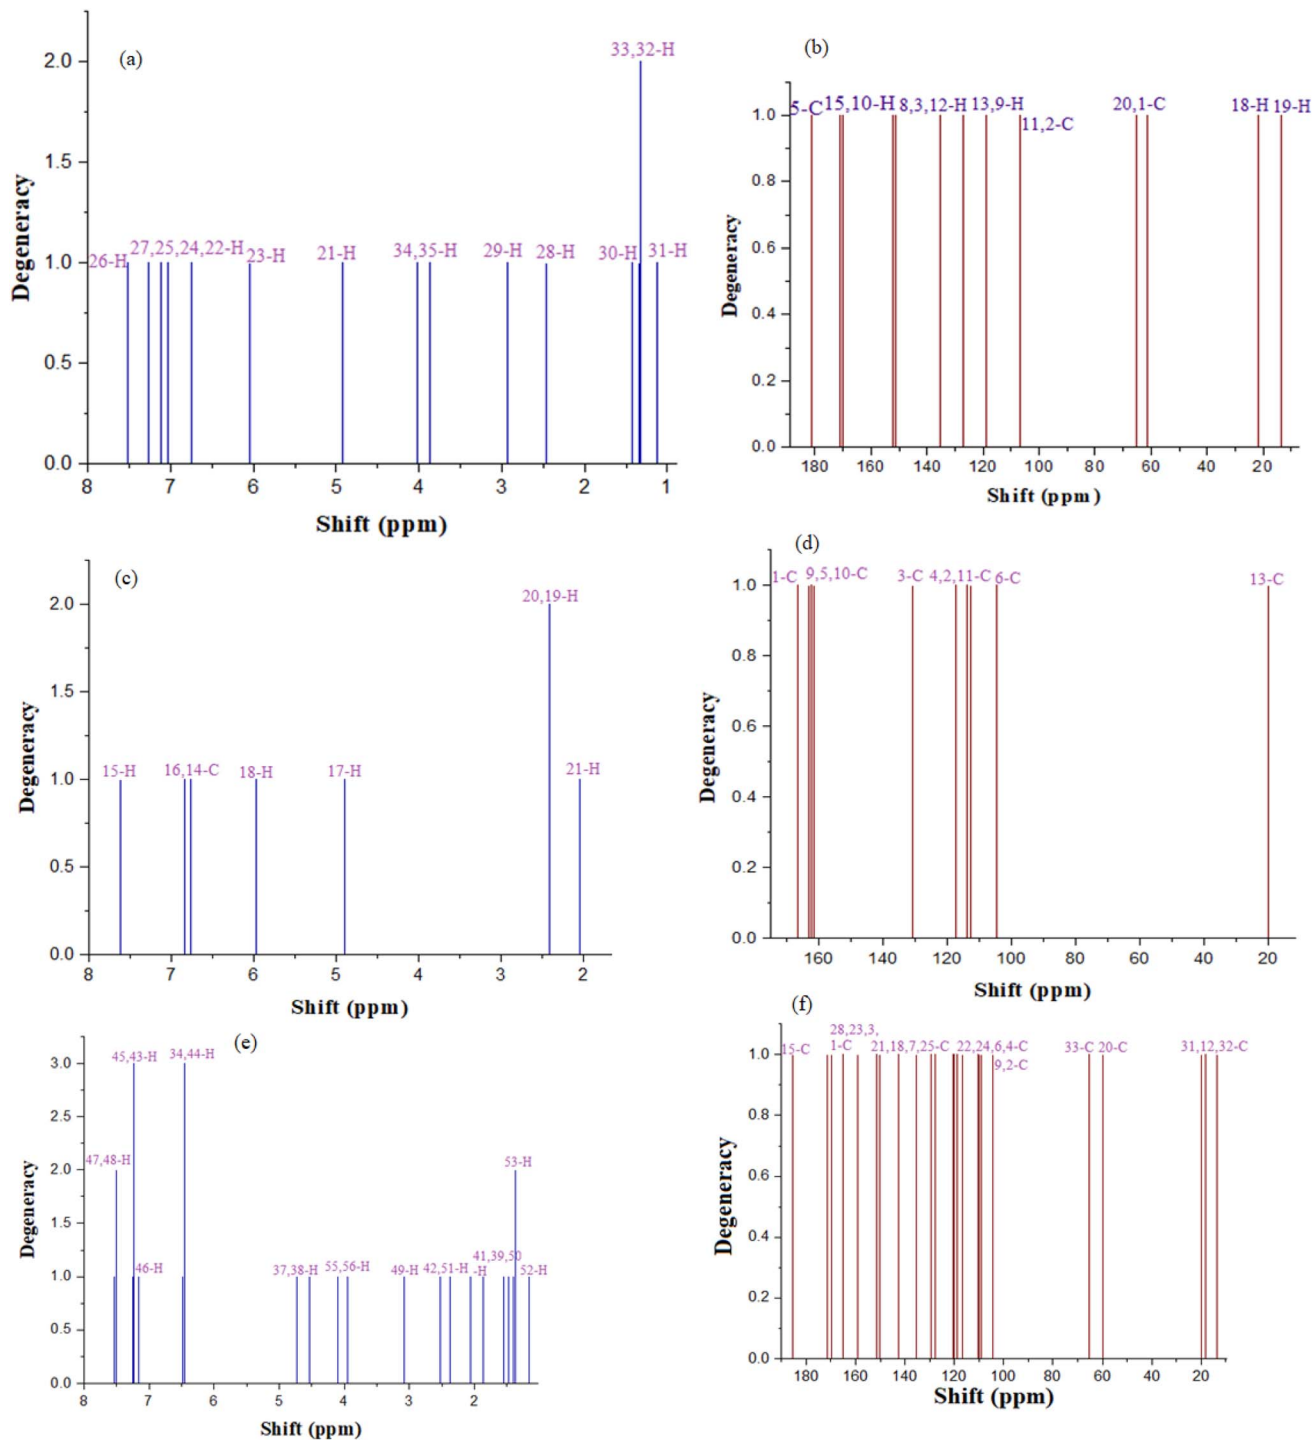 (a)
33,32-H
2.0
1.5
1.0
0.5
0.0
Degeneracy
26-H
27,25,24,22-H
23-H
21-H
34,35-H
29-H
28-H
30-H
31-H
8
7
6
5
4
3
2
1
Shift (ppm)
(b)
1.0
0.8
0.6
0.4
0.2
0.0
Degeneracy
5-C
15,10-H
8,3,12-H
13,9-H
11,2-C
20,1-C
18-H
19-H
180
160
140
120
100
80
60
40
20
Shift (ppm)
(c)
2.0
1.5
1.0
0.5
0.0
Degeneracy
15-H
16,14-C
18-H
17-H
20,19-H
21-H
8
7
6
5
4
3
2
Shift (ppm)
(d)
1.0
0.8
0.6
0.4
0.2
0.0
Degeneracy
1-C
9,5,10-C
3-C
4,2,11-C
6-C
13-C
160
140
120
100
80
60
40
20
Shift (ppm)
(e)
3.0
2.5
2.0
1.5
1.0
0.5
0.0
Degeneracy
45,43-H
34,44-H
47,48-H
46-H
37,38-H
55,56-H
49-H
42,51-H
41,39,50
-H
53-H
52-H
8
7
6
5
4
3
2
Shift (ppm)
(f)
1.0
0.8
0.6
0.4
0.2
0.0
Degeneracy
15-C
28,23,3,
1-C
21,18,7,25-C
22,24,6,4-C
9,2-C
33-C
20-C
31,12,32-C
180
160
140
120
100
80
60
40
20
Shift (ppm)